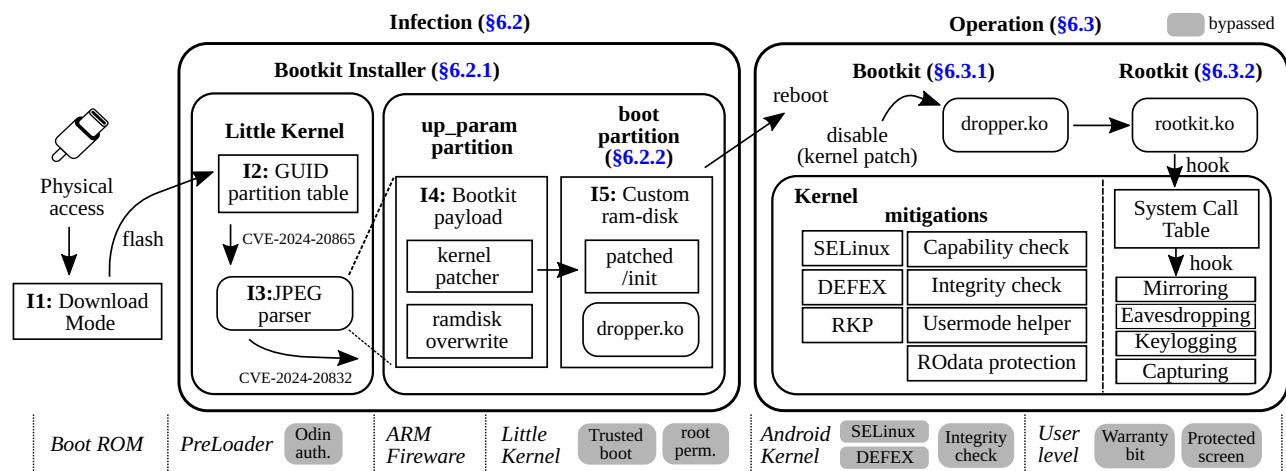 Infection (§6.2)
Operation (§6.3)
bypassed
Bootkit Installer (§6.2.1)
Bootkit (§6.3.1)
Rootkit (§6.3.2)
Physical
access
I1: Download
Mode
flash
Little Kernel
I2: GUID
partition table
CVE-2024-20865
I3:JPEG
parser
CVE-2024-20832
up_param
partition
I4: Bootkit
payload
kernel
patcher
ramdisk
overwrite
boot
partition
(§6.2.2)
I5: Custom
ram-disk
patched
/init
dropper.ko
reboot
disable
(kernel patch)
dropper.ko
rootkit.ko
hook
Kernel
mitigations
SELinux
Capability check
DEFEX
Integrity check
RKP
Usermode helper
ROdata protection
System Call
Table
hook
Mirroring
Eavesdropping
Keylogging
Capturing
Boot ROM
PreLoader
Odin
auth.
ARM
Fireware
Little
Kernel
Trusted
boot
root
perm.
Android
Kernel
SELinux
DEFEX
Integrity
check
User
level
Warranty
bit
Protected
screen